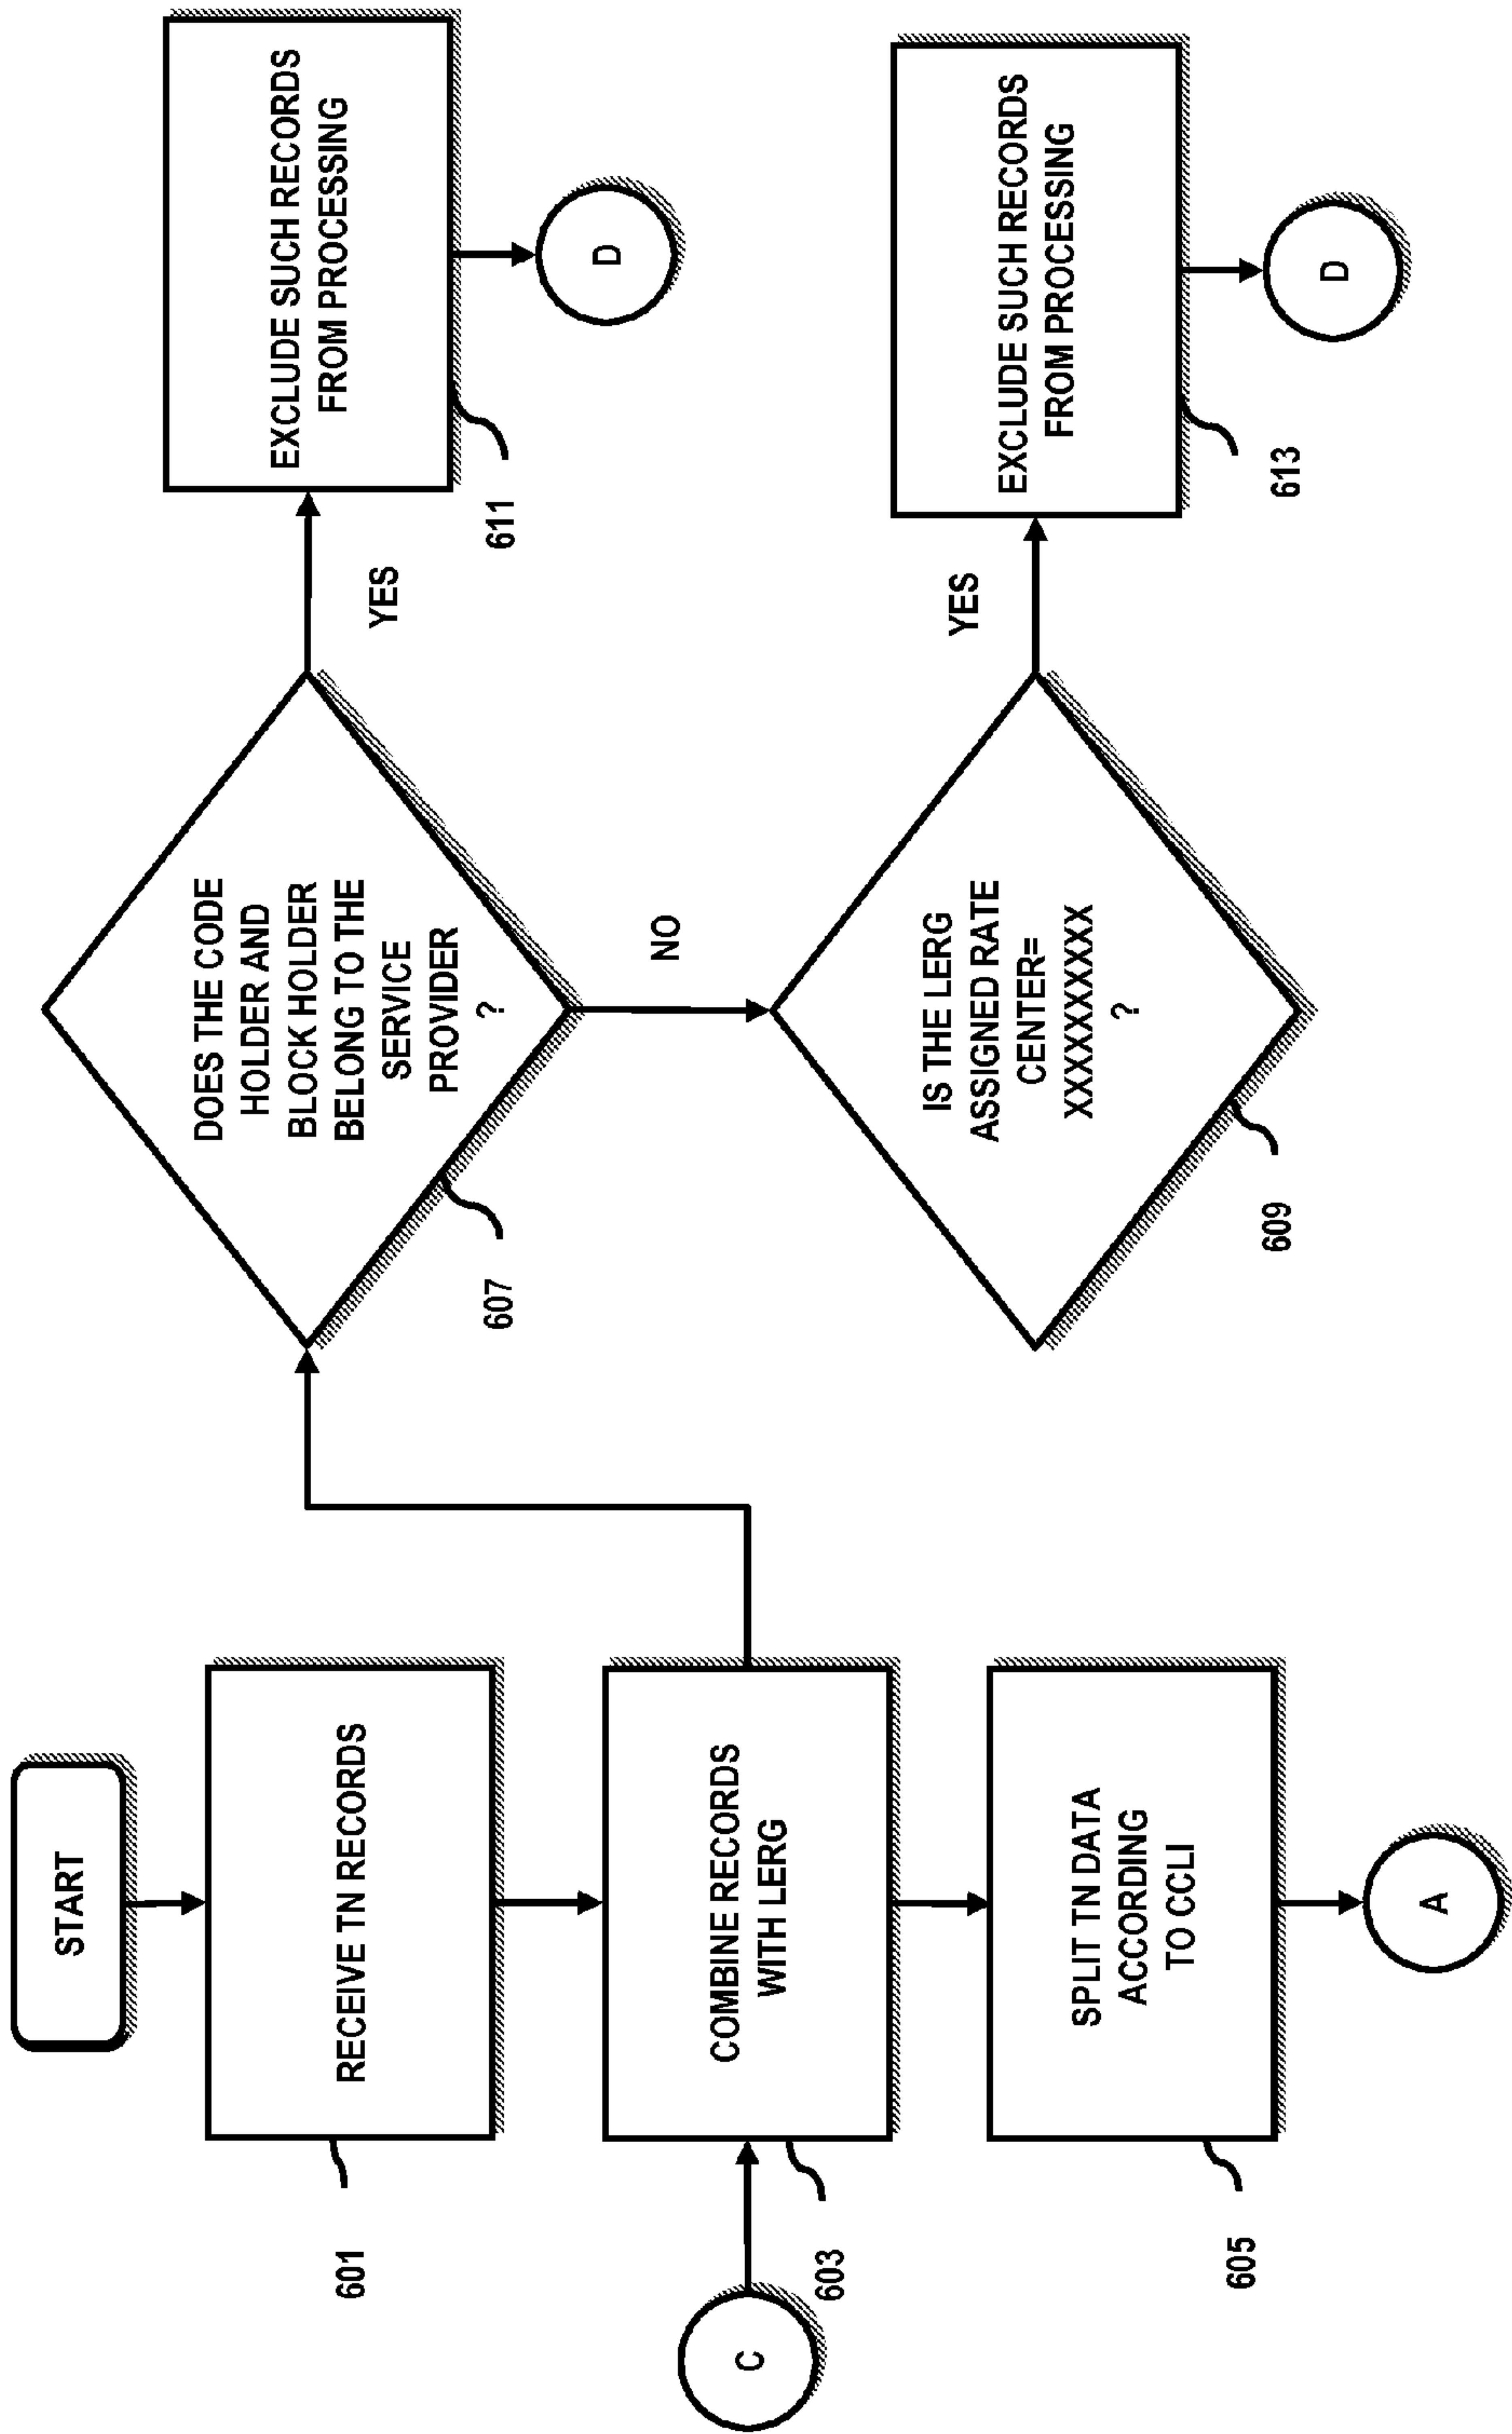 START
RECEIVE TN RECORDS
601
C
COMBINE RECORDS
WITH LERG
603
SPLIT TN DATA
ACCORDING
TO CCLI
605
A
DOES THE CODE
HOLDER AND
BLOCK HOLDER
BELONG TO THE
SERVICE
PROVIDER
?
607
YES
EXCLUDE SUCH RECORDS
FROM PROCESSING
611
D
NO
IS THE LERG
ASSIGNED RATE
CENTER=
XXXXXXXXXX
?
609
YES
EXCLUDE SUCH RECORDS
FROM PROCESSING
613
D